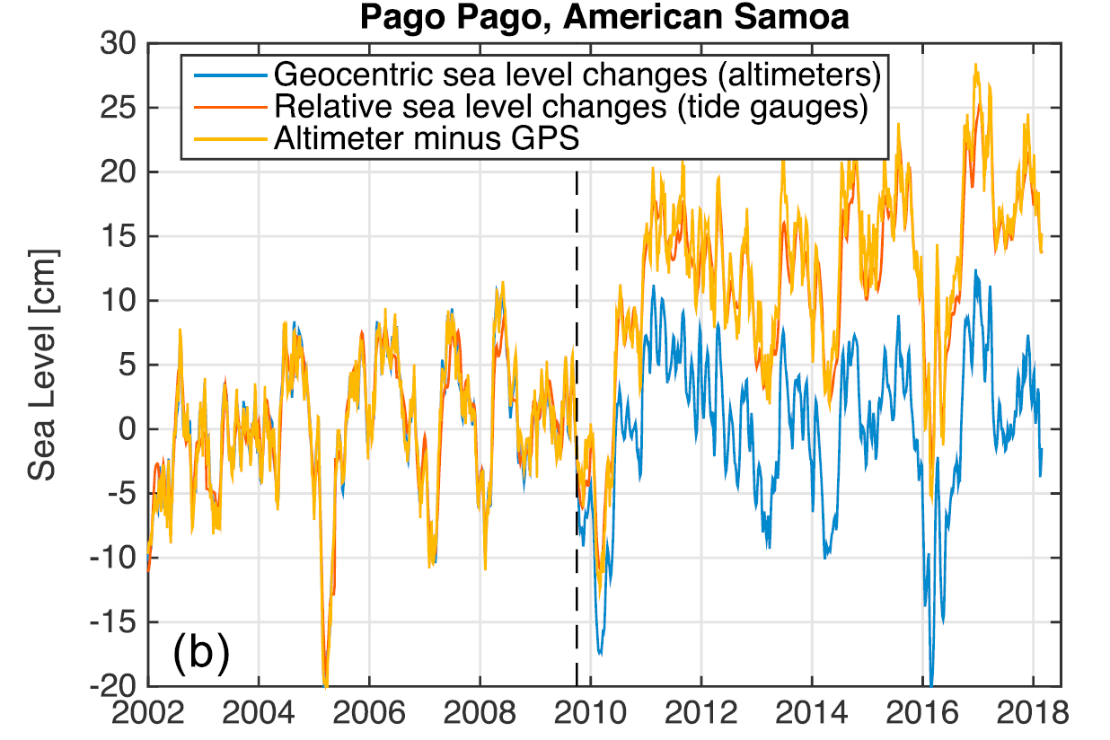 Pago Pago, American Samoa
30
25
20
15
10
5
0
-5
-10
-15
-20
Sea Level [cm]
Geocentric sea level changes (altimeters)
Relative sea level changes (tide gauges)
Altimeter minus GPS
(b)
2002 2004 2006 2008 2010 2012 2014 2016 2018